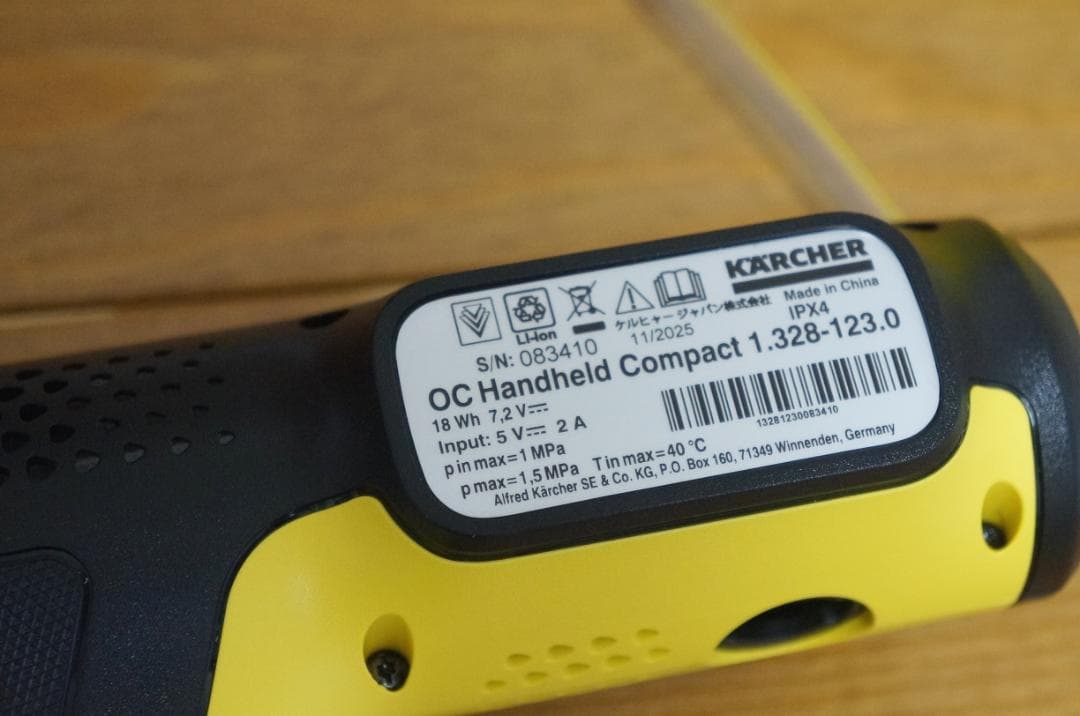 KÄRCHER
Li-Ion
ケルヒャー ジャパン株式会社
Made in China
S/N: 083410
11/2025
IPX4
OC Handheld Compact 1.328-123.0
18 Wh 7,2 V⎓
Input: 5 V⎓ 2 A
p in max=1 MPa
p max=1,5 MPa T in max=40 °C
13281230083410
Alfred Kärcher SE & Co. KG, P.O. Box 160, 71349 Winnenden, Germany